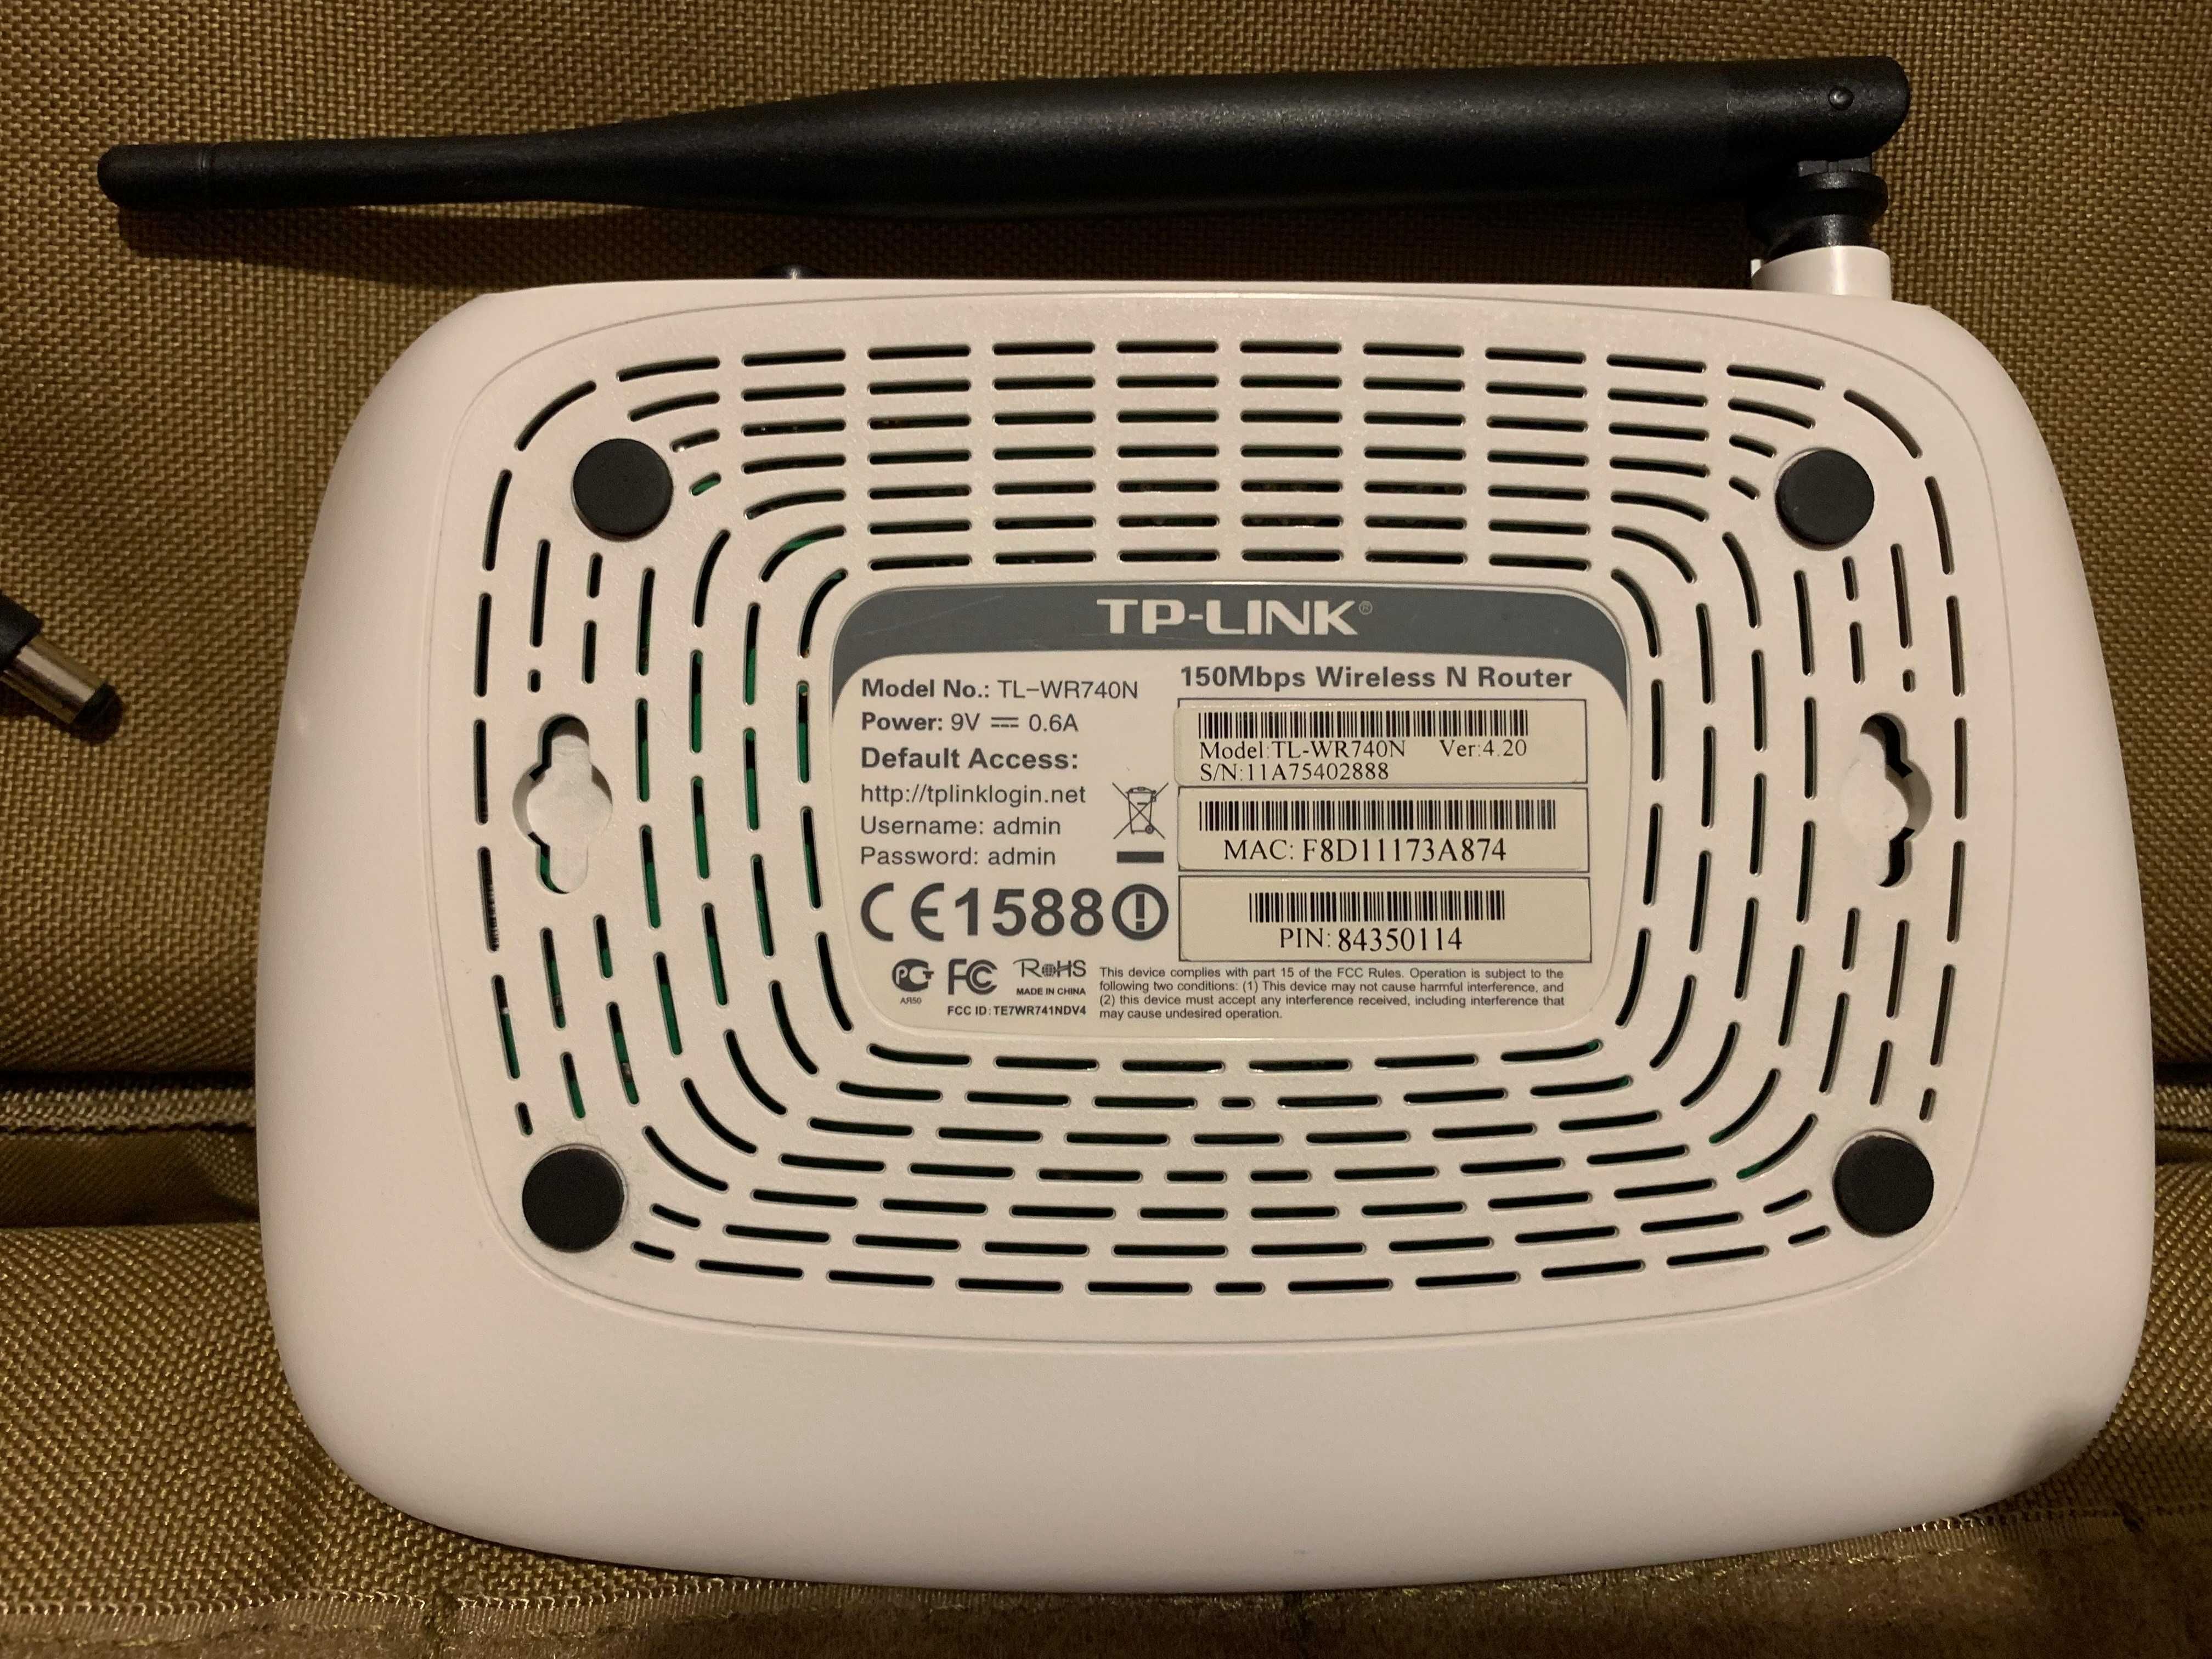 TP-LINK®
150Mbps Wireless N Router
Model No.: TL-WR740N
Power: 9V 0.6A
Default Access:
http://tplinklogin.net
Username: admin
Password: admin
CE1588
Model:TL-WR740N Ver:4.20
S/N:11A75402888
MAC: F8D11173A874
PIN: 84350114
PCT
АЯ50
FC
RoHS
MADE IN CHINA
FCC ID: TE7WR741NDV4
This device complies with part 15 of the FCC Rules. Operation is subject to the
following two conditions: (1) This device may not cause harmful interference, and
(2) this device must accept any interference received, including interference that
may cause undesired operation.